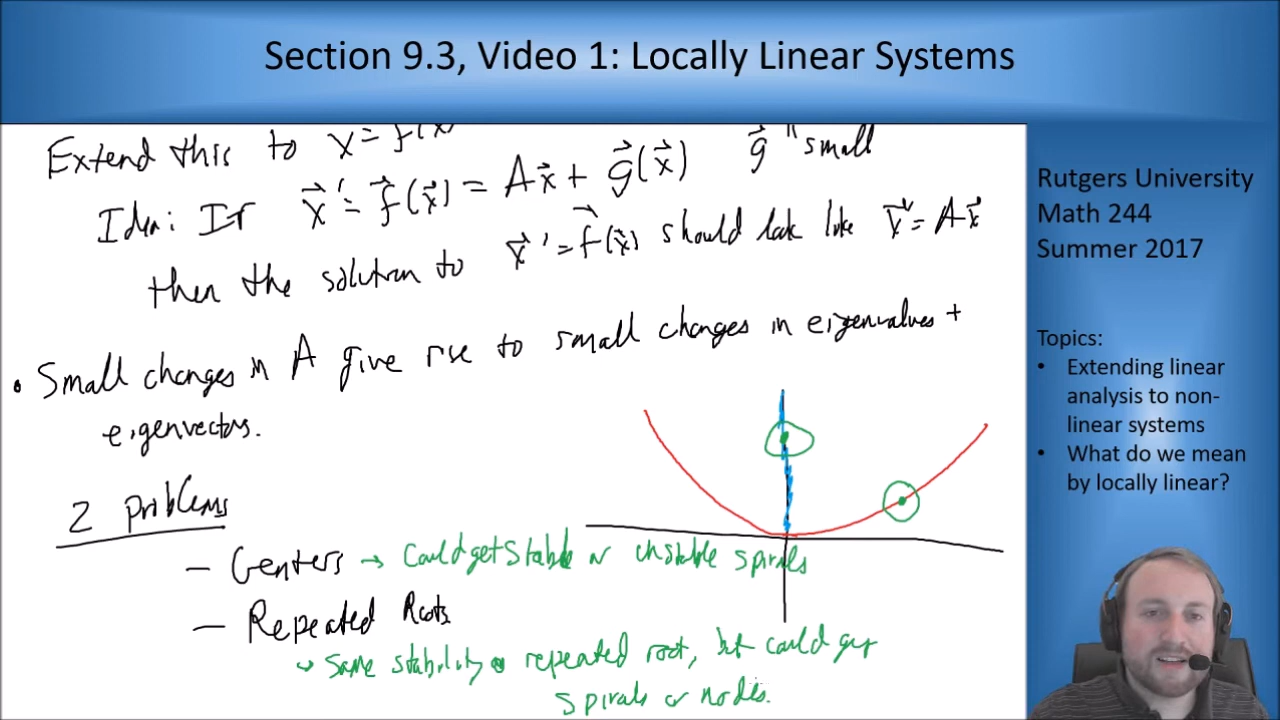 Section 9.3, Video 1: Locally Linear Systems
Extend this to x' = f(x
Idea: If x⃗' = f⃗(x⃗) = Ax⃗ + g⃗(x⃗) g⃗ "small
then the solution to x⃗' = f⃗(x⃗) should look like x⃗' = Ax⃗
• Small changes in A give rise to small changes in eigenvalues +
eigenvectors.
2 Problems
– Centers → Could get stable or unstable spirals
– Repeated Roots
↳ Same stability as repeated root, but could get
spirals or nodes.
Rutgers University
Math 244
Summer 2017
Topics:
• Extending linear
analysis to non-
linear systems
• What do we mean
by locally linear?